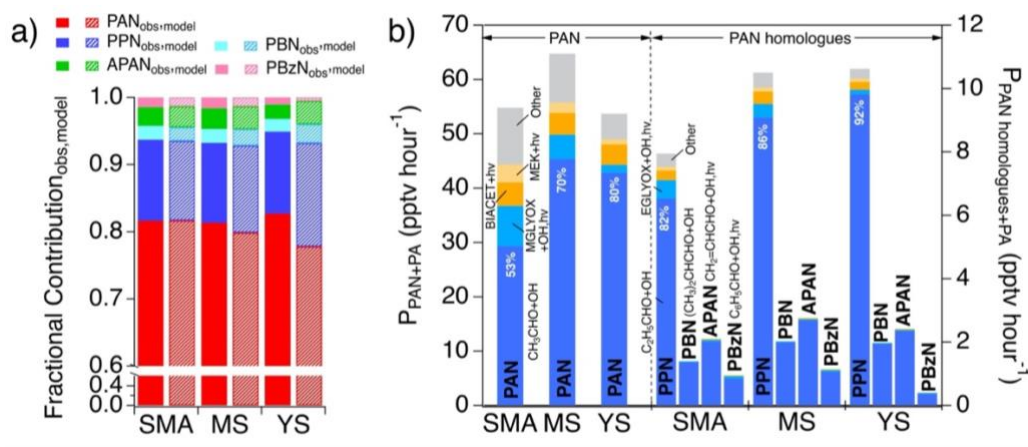 a)
PANobs,model
PPNobs,model
APANobs,model
PBNobs,model
PBzNobs,model
Fractional Contributionobs,model
1.0
0.9
0.8
0.7
0.6
0.4
0.2
0.0
SMA MS YS
b)
PPAN+PA (pptv hour-1)
70
60
50
40
30
20
10
0
PAN
PAN homologues
Other
MEK+hv
BIACET+hv
MGLYOX
+OH,hv
CH3CHO+OH
53%
PAN
70%
PAN
80%
PAN
C2H5CHO+OH
EGLYOX+OH,hv
Other
82%
PPN
PBN (CH3)2CHCHO+OH
APAN CH2=CHCHO+OH,hv
PBzN C6H5CHO+OH,hv
86%
PPN
PBN
APAN
PBzN
92%
PPN
PBN
APAN
PBzN
SMA MS YS
SMA MS YS
12
10
8
6
4
2
0
PPAN homologues+PA (pptv hour-1)